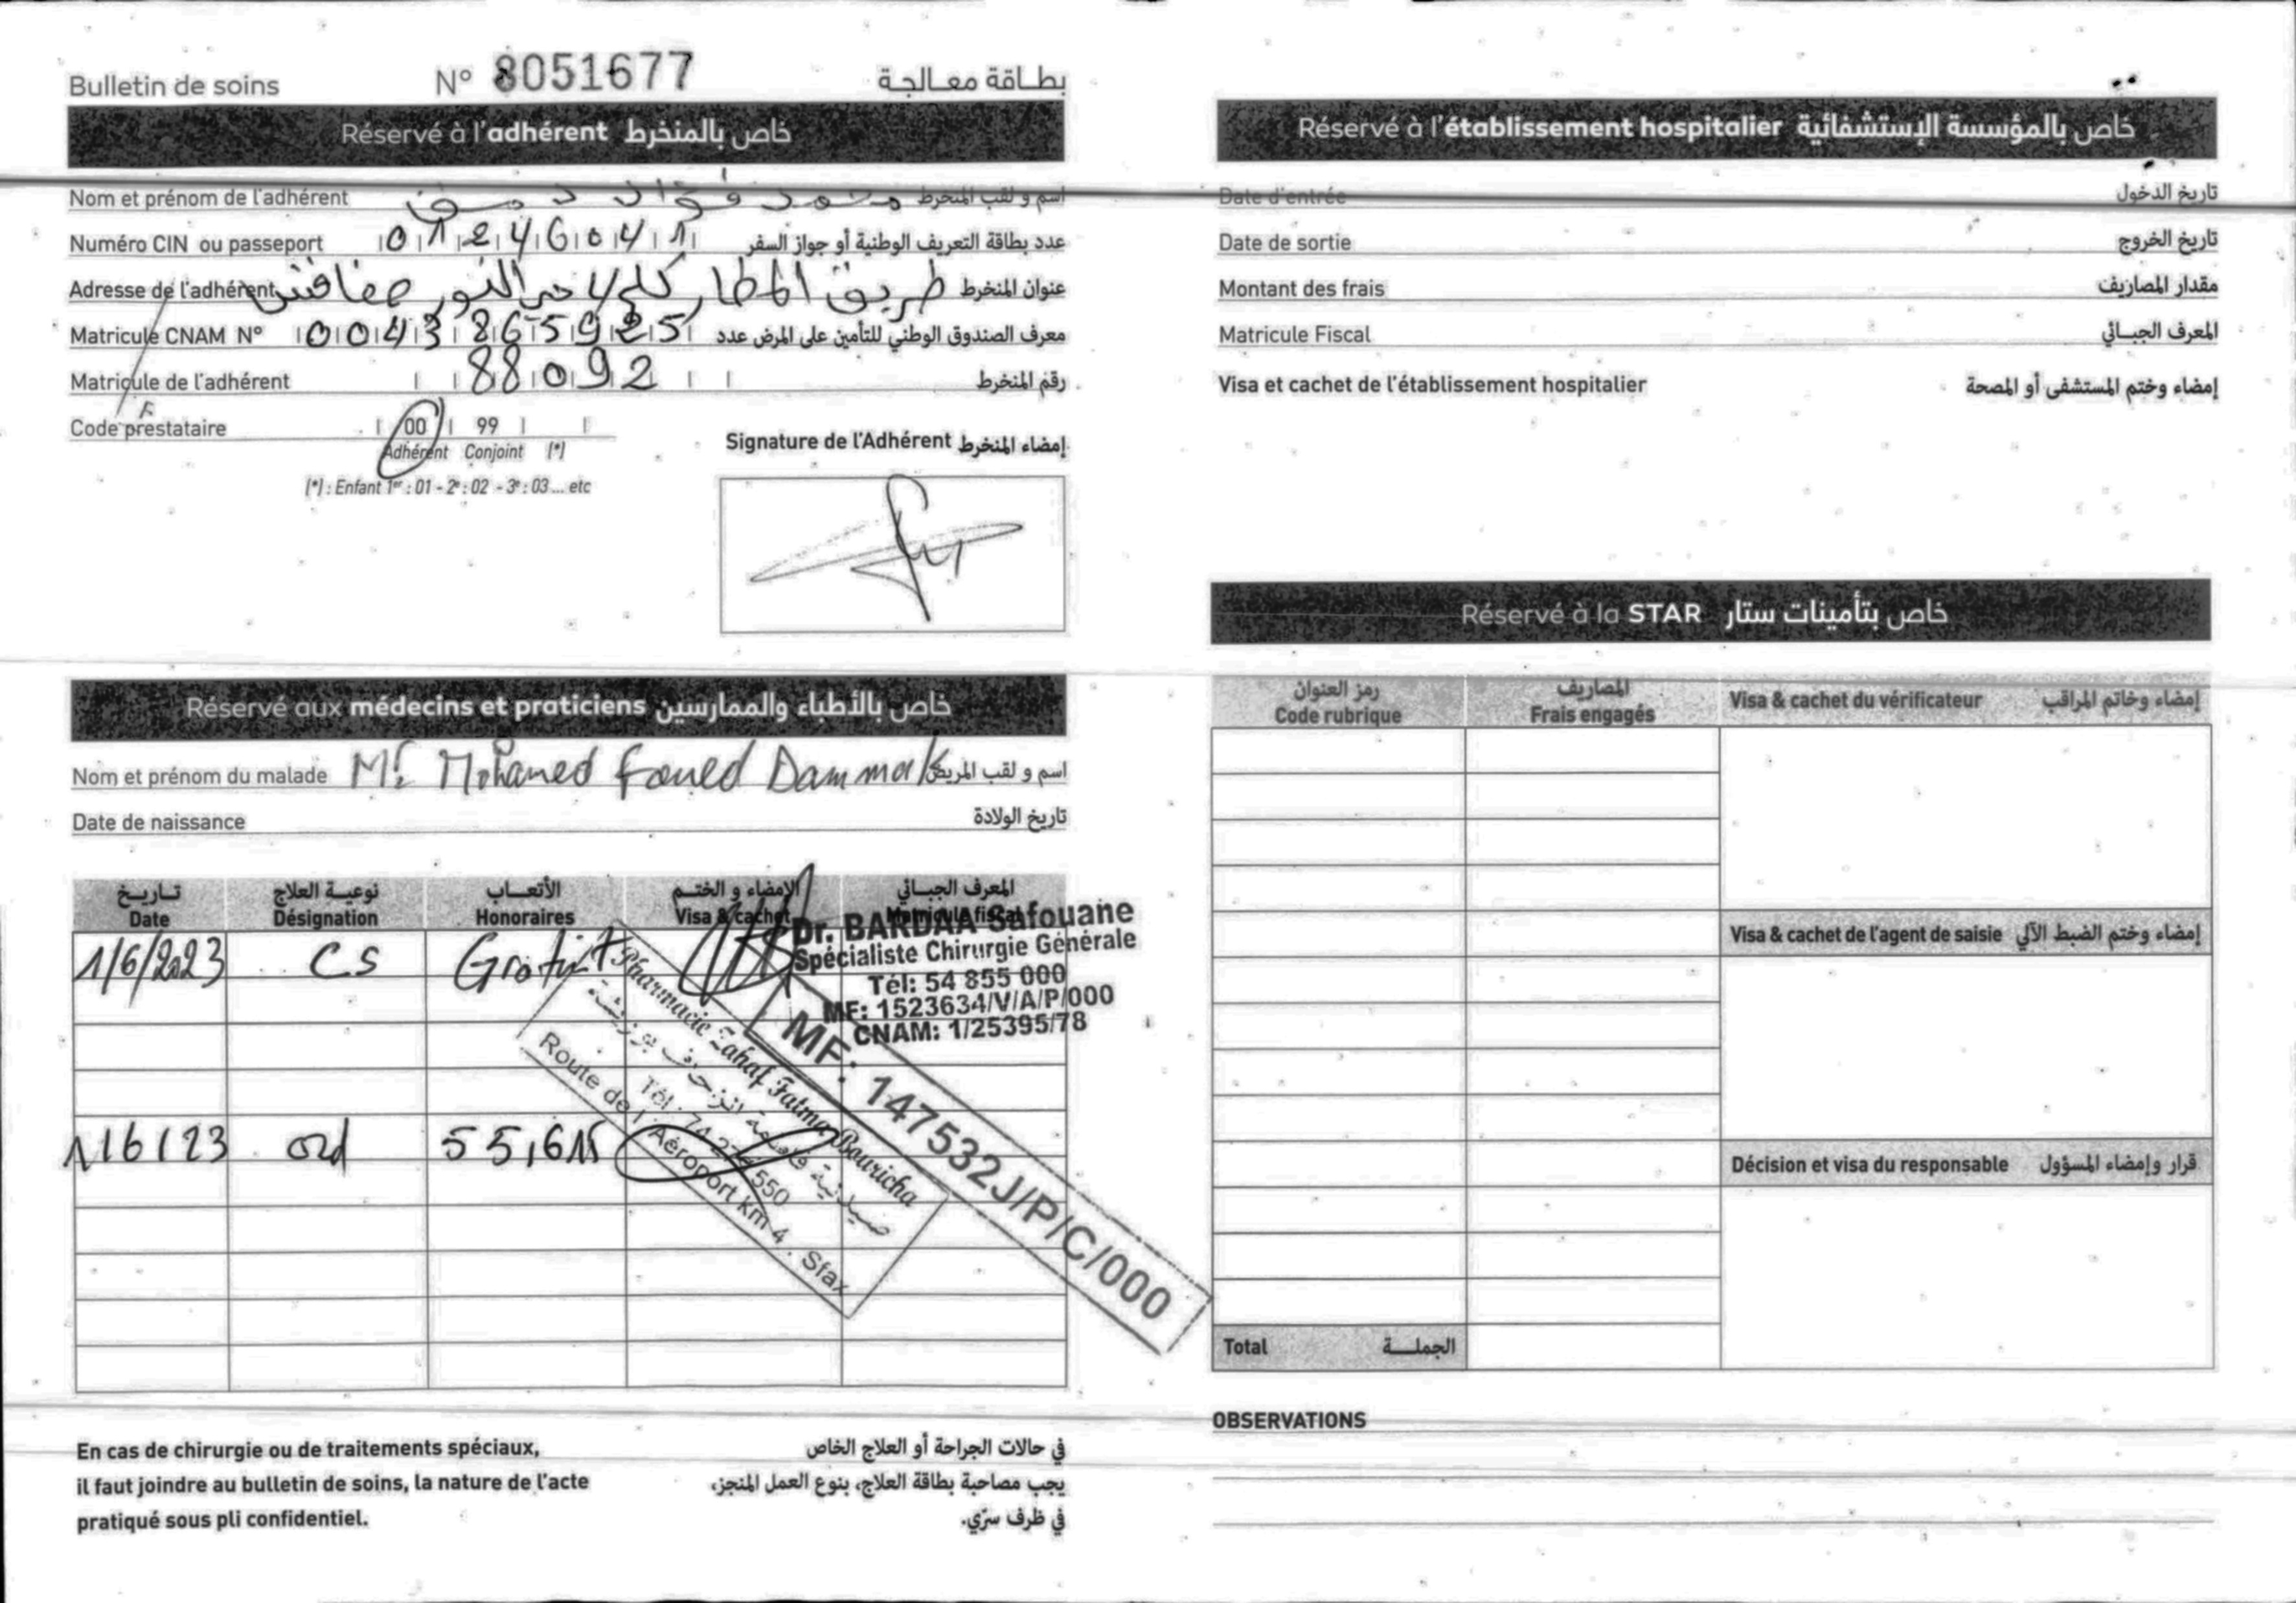 Bulletin de soins N° 8051677 بطاقة معالجة
Réservé à l'adhérent خاص بالمنخرط
Nom et prénom de l'adhérent محمد فؤاد دمق اسم و لقب المنخرط
Numéro CIN ou passeport 01246041 عدد بطاقة التعريف الوطنية أو جواز السفر
Adresse de l'adhérent طريق المطار كلم 4 حي النور صفاقس عنوان المنخرط
Matricule CNAM N° 0043865925 معرف الصندوق الوطني للتأمين على المرض عدد
Matricule de l'adhérent 88092 رقم المنخرط
Code prestataire 00 99
Adhérent Conjoint (*)
(*) : Enfant 1er : 01 - 2e : 02 - 3e : 03 ... etc
Signature de l'Adhérent إمضاء المنخرط
Réservé aux médecins et praticiens خاص بالأطباء والممارسين
Nom et prénom du malade Mr Mohamed Foued Dammak اسم و لقب المريض
Date de naissance تاريخ الولادة
تاريخ نوعية العلاج الأتعاب الإمضاء و الختم المعرف الجبائي
Date Désignation Honoraires Visa & cachet Matricule fiscal
1/6/2023 CS Gratuit
Dr. BARDAA Safouane
Spécialiste Chirurgie Générale
Tél: 54 855 000
MF: 1523634/V/A/P/000
CNAM: 1/25395/78
Pharmacie Zahaf Fatma Bouricha
صيدلية فاطمة الزحاف بوريشة
Tél : 74 27 550
Route de l'Aéroport km 4 . Sfax
MF: 147532J/P/C/000
1/6/23 ord 55,615
En cas de chirurgie ou de traitements spéciaux,
il faut joindre au bulletin de soins, la nature de l'acte
pratiqué sous pli confidentiel.
في حالات الجراحة أو العلاج الخاص
يجب مصاحبة بطاقة العلاج، بنوع العمل المنجز،
في ظرف سرّي.
Réservé à l'établissement hospitalier خاص بالمؤسسة الإستشفائية
Date d'entrée تاريخ الدخول
Date de sortie تاريخ الخروج
Montant des frais مقدار المصاريف
Matricule Fiscal المعرف الجبائي
Visa et cachet de l'établissement hospitalier إمضاء وختم المستشفى أو المصحة
Réservé à la STAR خاص بتأمينات ستار
رمز العنوان المصاريف
Code rubrique Frais engagés Visa & cachet du vérificateur إمضاء وخاتم المراقب
Visa & cachet de l'agent de saisie إمضاء وختم الضبط الآلي
Décision et visa du responsable قرار وإمضاء المسؤول
Total الجملة
OBSERVATIONS